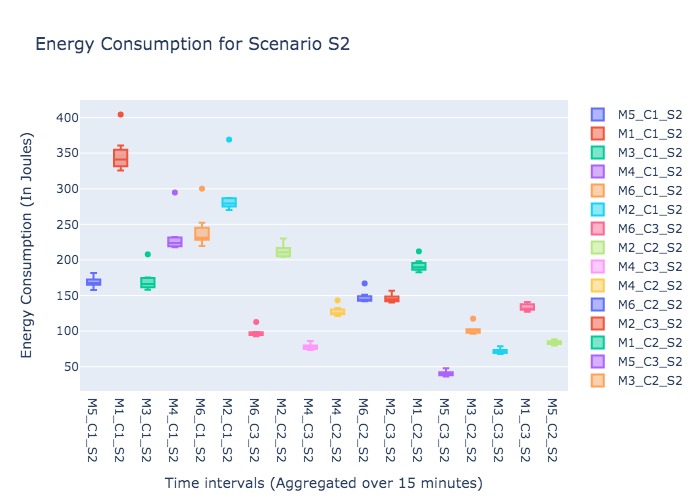 Energy Consumption for Scenario S2
Energy Consumption (In Joules)
400
350
300
250
200
150
100
50
M5_C1_S2
M1_C1_S2
M3_C1_S2
M4_C1_S2
M6_C1_S2
M2_C1_S2
M6_C3_S2
M2_C2_S2
M4_C3_S2
M4_C2_S2
M6_C2_S2
M2_C3_S2
M1_C2_S2
M5_C3_S2
M3_C2_S2
M3_C3_S2
M1_C3_S2
M5_C2_S2
Time intervals (Aggregated over 15 minutes)
M5_C1_S2
M1_C1_S2
M3_C1_S2
M4_C1_S2
M6_C1_S2
M2_C1_S2
M6_C3_S2
M2_C2_S2
M4_C3_S2
M4_C2_S2
M6_C2_S2
M2_C3_S2
M1_C2_S2
M5_C3_S2
M3_C2_S2